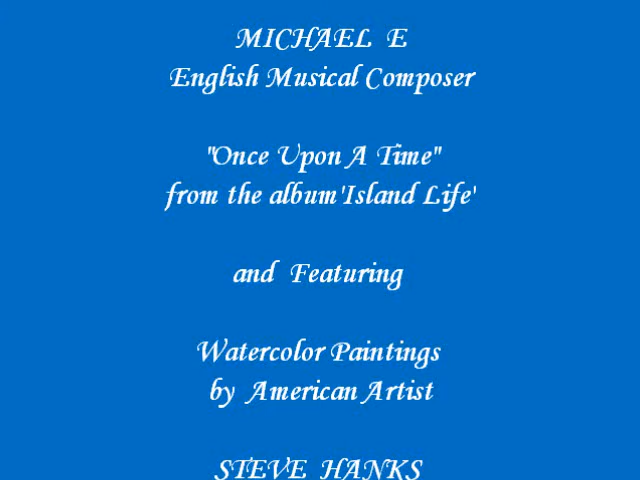 MICHAEL E
English Musical Composer
"Once Upon A Time"
from the album'Island Life'
and Featuring
Watercolor Paintings
by American Artist
STEVE HANKS